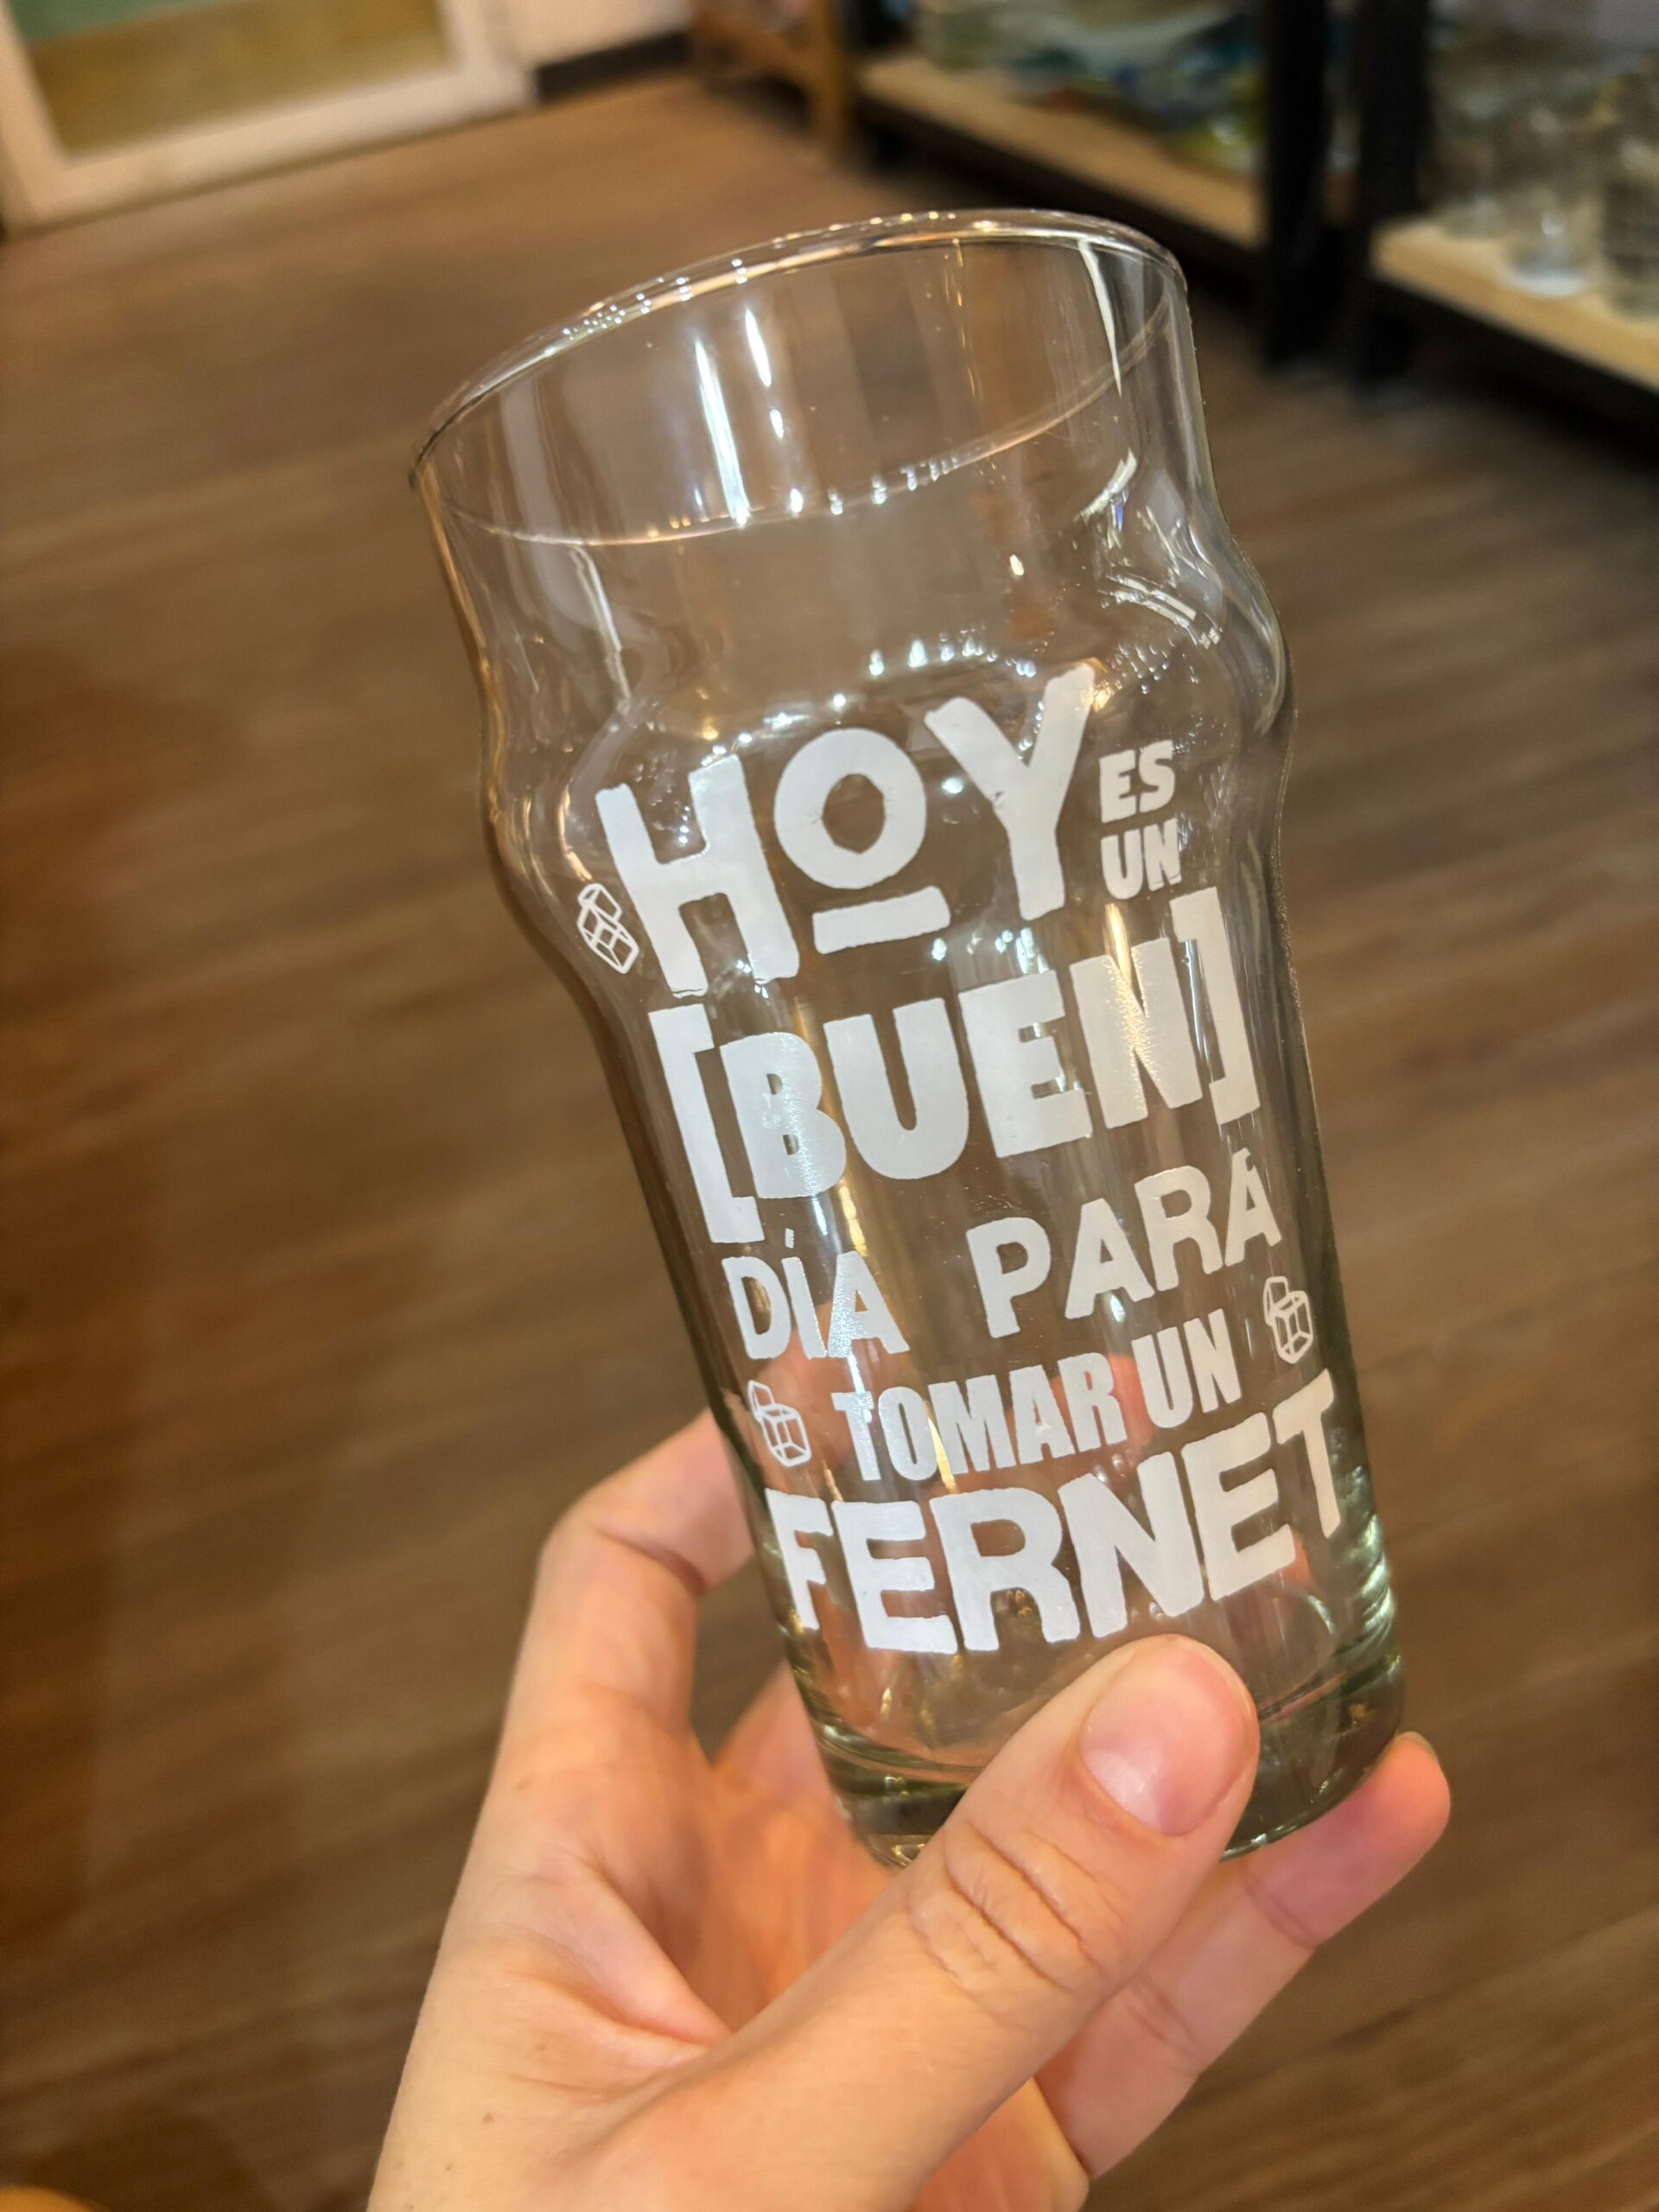 HOY ES UN
[BUEN]
DÍA PARA
TOMAR UN
FERNET